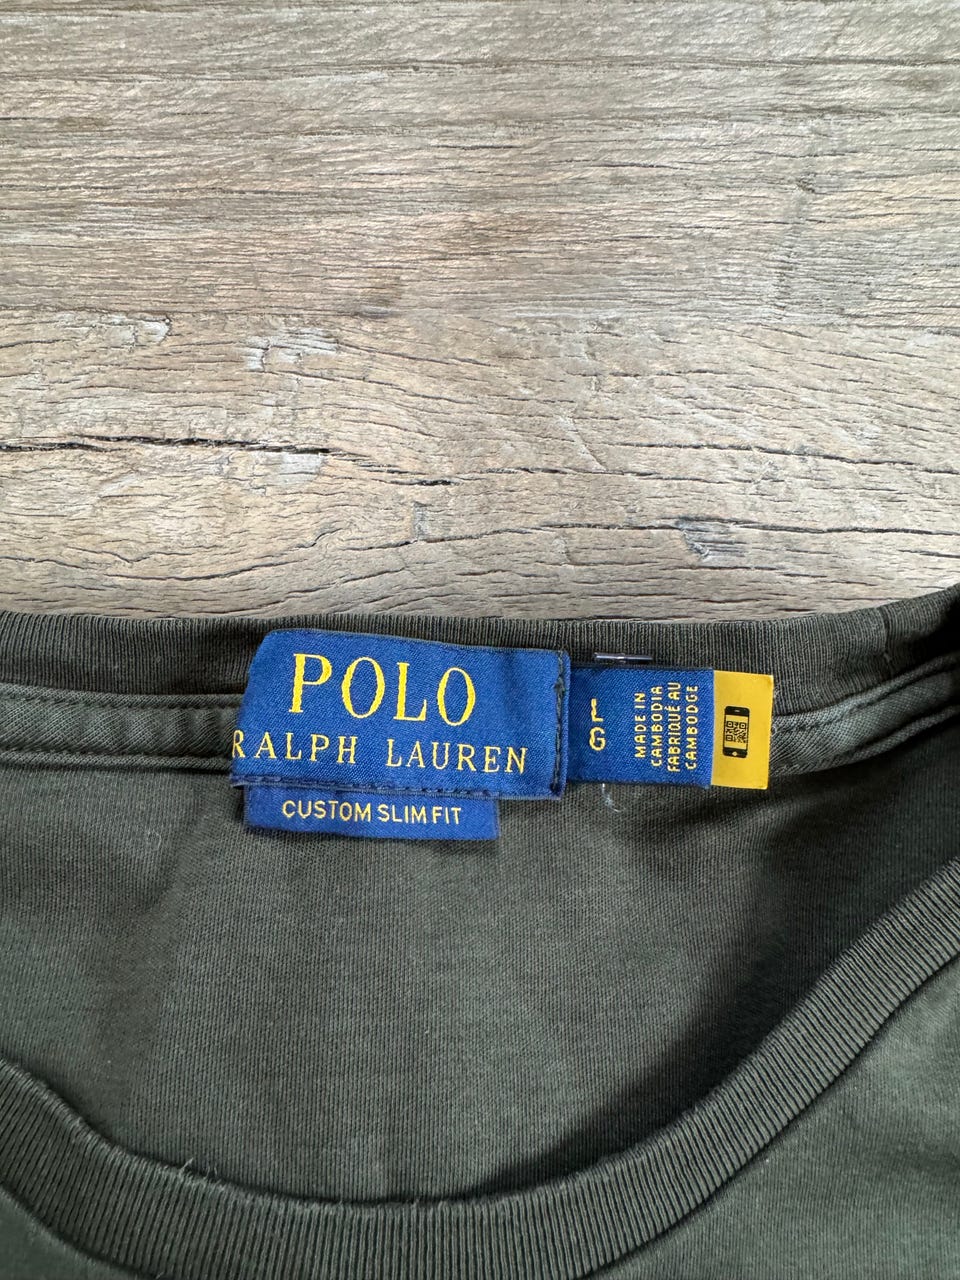 POLO
RALPH LAUREN
CUSTOM SLIM FIT
L
G
MADE IN
CAMBODIA
FABRIQUÉ AU
CAMBODGE